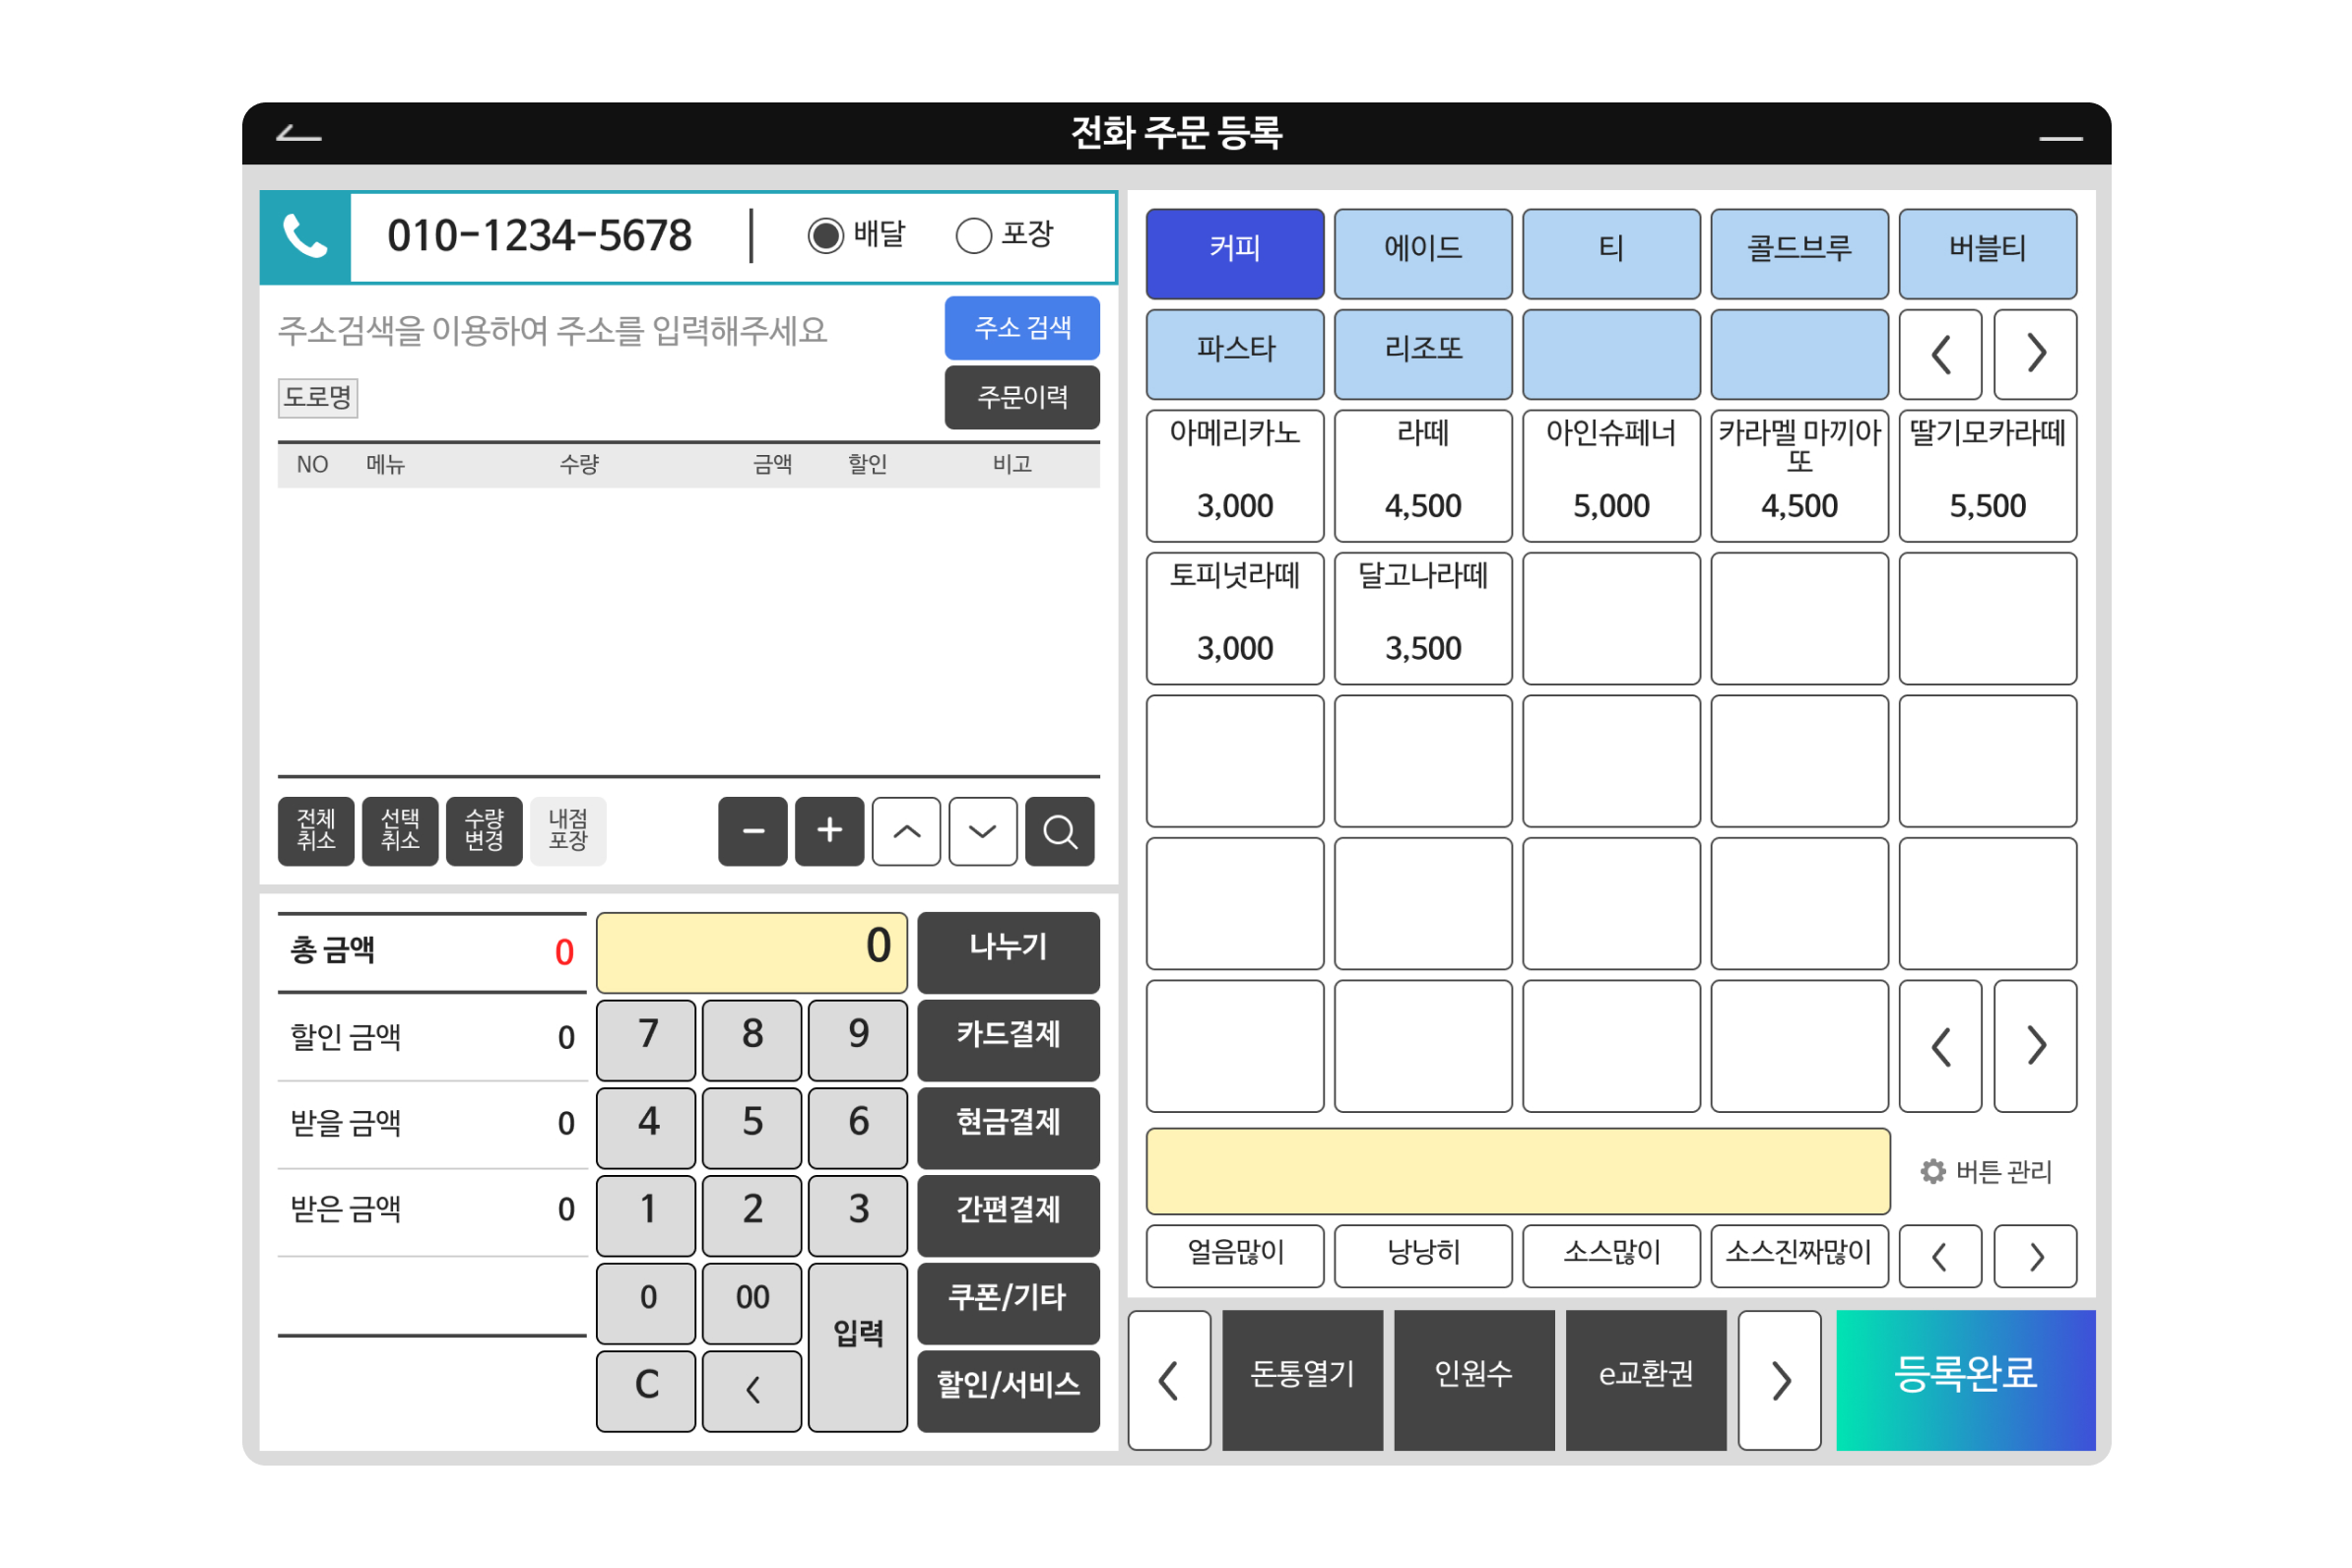 전화 주문 등록
010-1234-5678
배달
포장
주소검색을 이용하여 주소를 입력해주세요
주소 검색
도로명
주문이력
NO 메뉴 수량 금액 할인 비고
전체
취소
선택
취소
수량
변경
내점
포장
총 금액 0
할인 금액 0
받을 금액 0
받은 금액 0
0
나누기
7 8 9
카드결제
4 5 6
현금결제
1 2 3
간편결제
0 00
입력
쿠폰/기타
C
할인/서비스
커피 에이드 티 콜드브루 버블티
파스타 리조또
아메리카노
3,000
라떼
4,500
아인슈페너
5,000
카라멜 마끼아
또
4,500
딸기모카라떼
5,500
토피넛라떼
3,000
달고나라떼
3,500
버튼 관리
얼음많이 낭낭히 소스많이 소스진짜많이
돈통열기 인원수 e교환권
등록완료